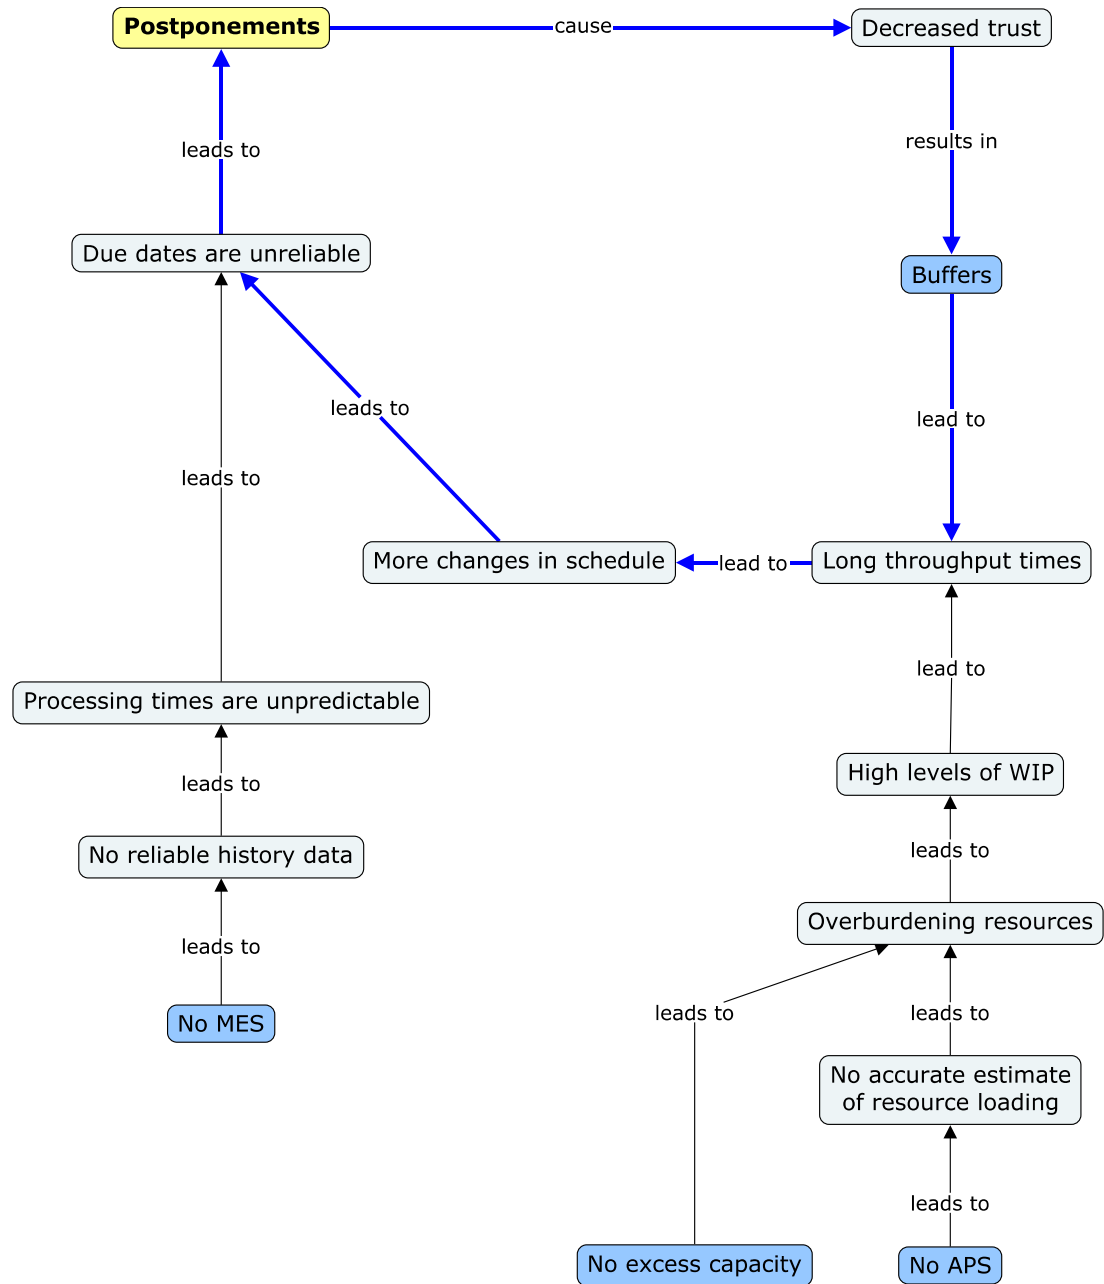 Postponements
cause
Decreased trust
results in
leads to
Due dates are unreliable
Buffers
leads to
lead to
leads to
More changes in schedule
lead to
Long throughput times
lead to
Processing times are unpredictable
High levels of WIP
leads to
leads to
No reliable history data
Overburdening resources
leads to
leads to
leads to
No MES
No accurate estimate
of resource loading
leads to
No excess capacity
No APS